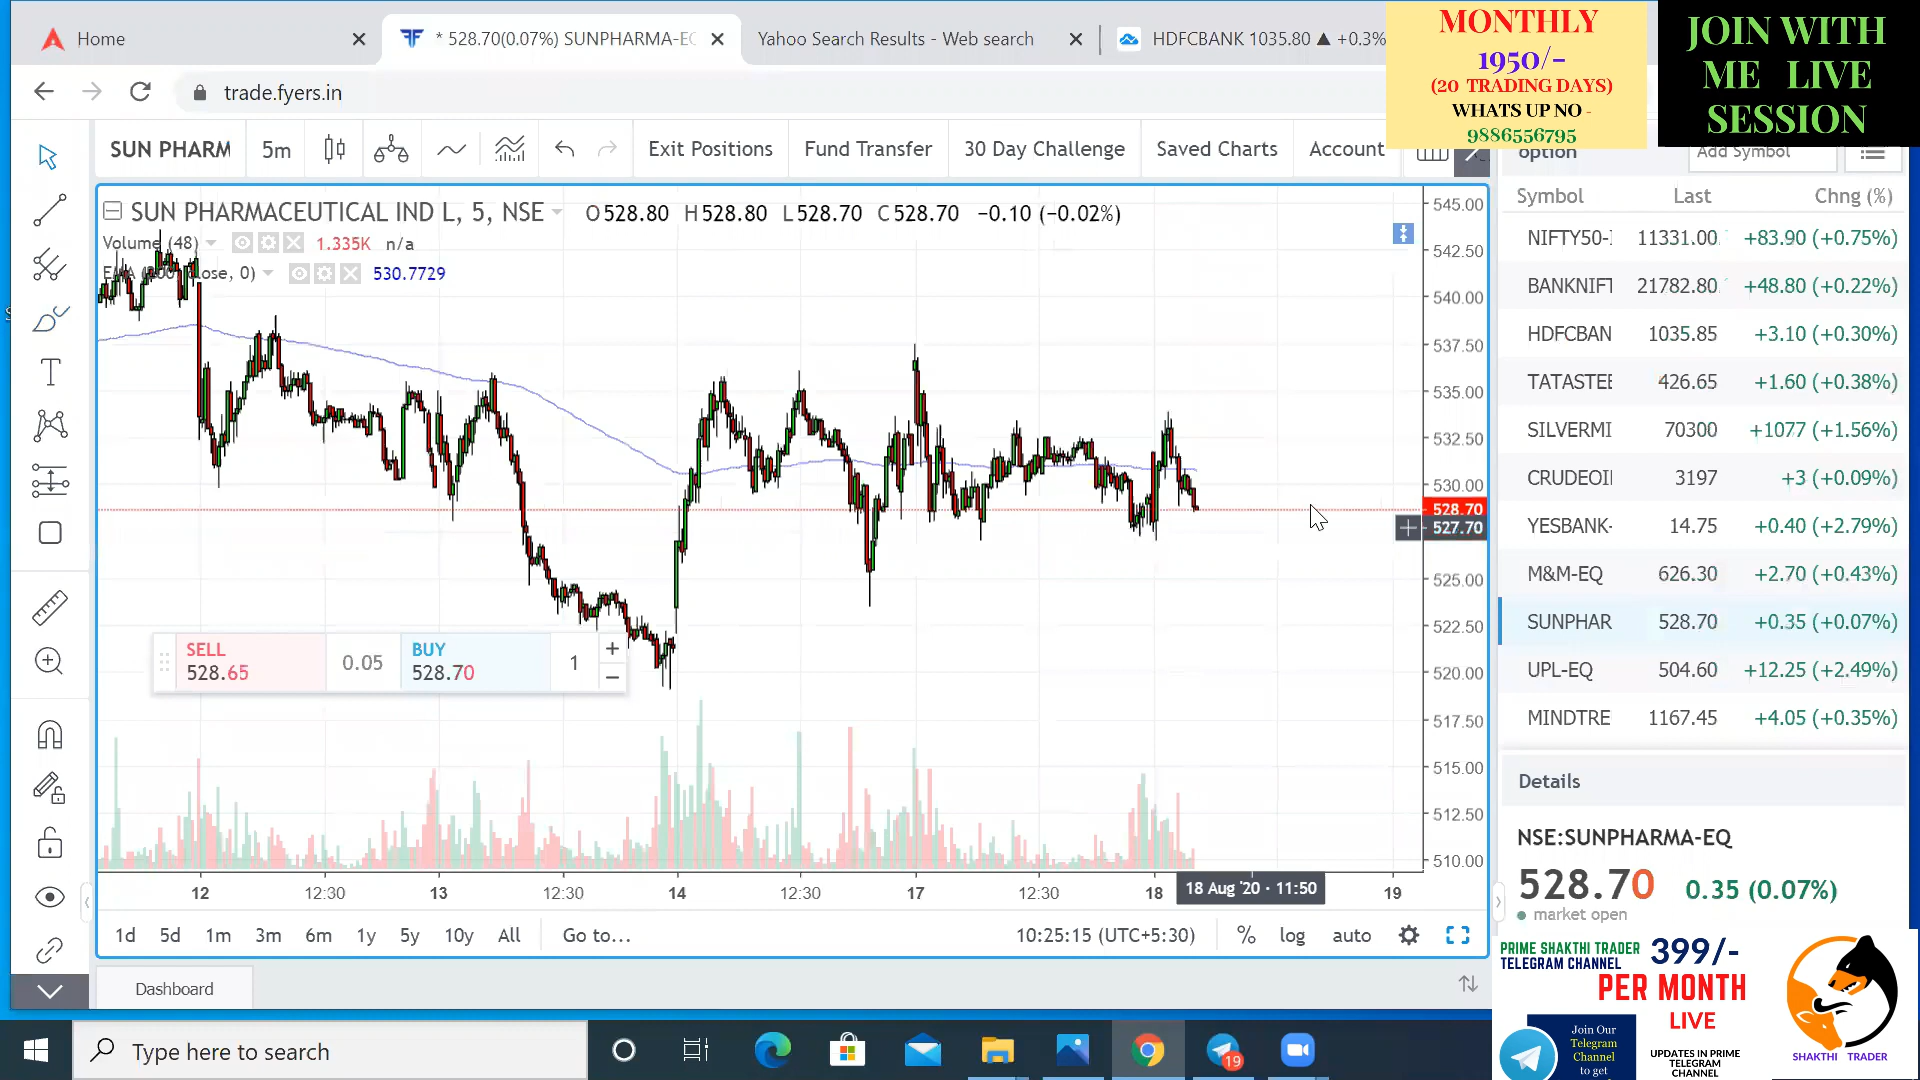 Home
* 528.70(0.07%) SUNPHARMA-EQ
Yahoo Search Results - Web search
HDFCBANK 1035.80 ▲ +0.3%
MONTHLY
1950/-
(20 TRADING DAYS)
WHATS UP NO -
9886556795
JOIN WITH
ME LIVE
SESSION
trade.fyers.in
SUN PHARM
5m
Exit Positions
Fund Transfer
30 Day Challenge
Saved Charts
Account
option
Add Symbol
SUN PHARMACEUTICAL IND L, 5, NSE
O528.80 H528.80 L528.70 C528.70 −0.10 (−0.02%)
Volume (48)
1.335K n/a
EMA (200, close, 0)
530.7729
545.00
542.50
540.00
537.50
535.00
532.50
530.00
528.70
527.70
525.00
522.50
520.00
517.50
515.00
512.50
510.00
SELL
528.65
0.05
BUY
528.70
1
12
12:30
13
12:30
14
12:30
17
12:30
18
18 Aug '20 · 11:50
19
1d 5d 1m 3m 6m 1y 5y 10y All
Go to...
10:25:15 (UTC+5:30)
%
log
auto
Dashboard
Symbol Last Chng (%)
NIFTY50-I 11331.00 +83.90 (+0.75%)
BANKNIFT 21782.80 +48.80 (+0.22%)
HDFCBAN 1035.85 +3.10 (+0.30%)
TATASTEE 426.65 +1.60 (+0.38%)
SILVERMI 70300 +1077 (+1.56%)
CRUDEOII 3197 +3 (+0.09%)
YESBANK- 14.75 +0.40 (+2.79%)
M&M-EQ 626.30 +2.70 (+0.43%)
SUNPHAR 528.70 +0.35 (+0.07%)
UPL-EQ 504.60 +12.25 (+2.49%)
MINDTRE 1167.45 +4.05 (+0.35%)
Details
NSE:SUNPHARMA-EQ
528.70 0.35 (0.07%)
market open
PRIME SHAKTHI TRADER
TELEGRAM CHANNEL
399/-
PER MONTH
LIVE
UPDATES IN PRIME
TELEGRAM
CHANNEL
Join Our
Telegram
Channel
to get
SHAKTHI TRADER
Type here to search
19